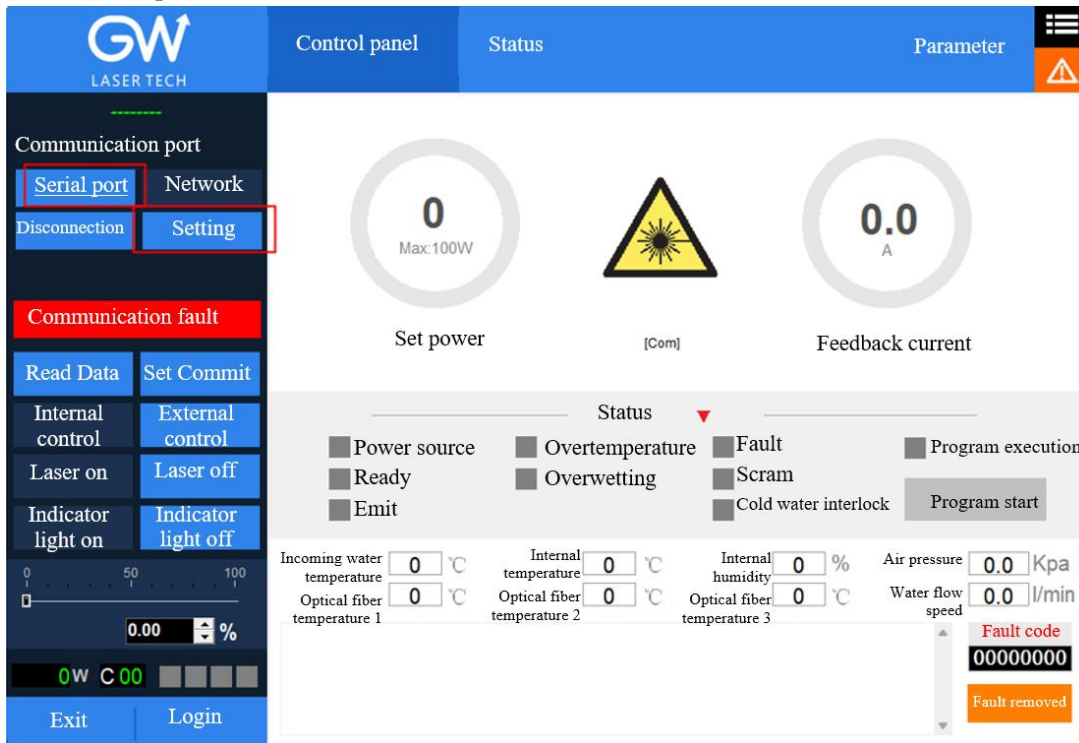 GW
LASER TECH
Control panel
Status
Parameter
--------
Communication port
Serial port
Network
Disconnection
Setting
Communication fault
Read Data
Set Commit
Internal
control
External
control
Laser on
Laser off
Indicator
light on
Indicator
light off
0 50 100
0.00 %
0W C 00
Exit
Login
0
Max:100W
Set power
[Com]
0.0
A
Feedback current
Status
Power source
Overtemperature
Fault
Program execution
Ready
Overwetting
Scram
Emit
Cold water interlock
Program start
Incoming water
temperature
0 ℃
Internal
temperature
0 ℃
Internal
humidity
0 %
Air pressure
0.0 Kpa
Optical fiber
temperature 1
0 ℃
Optical fiber
temperature 2
0 ℃
Optical fiber
temperature 3
0 ℃
Water flow
speed
0.0 l/min
Fault code
00000000
Fault removed